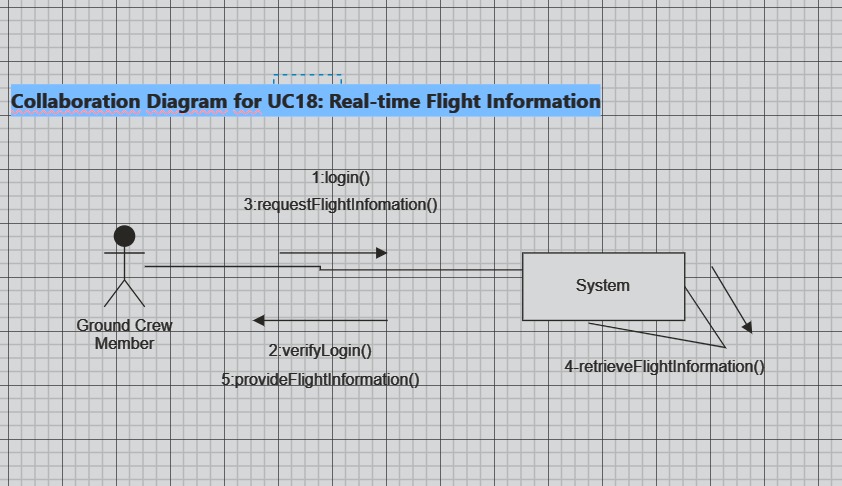 Collaboration Diagram for UC18: Real-time Flight Information
1:login()
3:requestFlightInfomation()
System
Ground Crew
Member
2:verifyLogin()
5:provideFlightInformation()
4-retrieveFlightInformation()